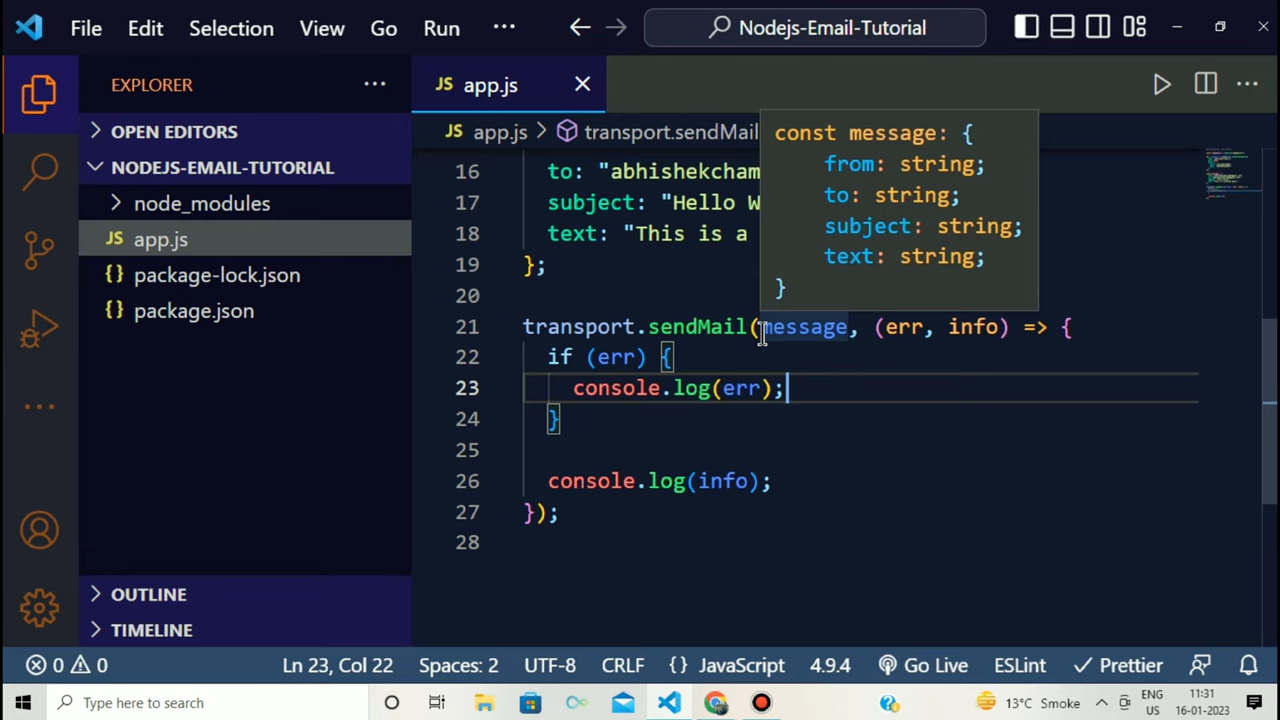 File Edit Selection View Go Run ··· Nodejs-Email-Tutorial
EXPLORER ···
JS app.js
OPEN EDITORS
JS app.js > transport.sendMail
NODEJS-EMAIL-TUTORIAL
node_modules
JS app.js
{} package-lock.json
{} package.json
OUTLINE
TIMELINE
const message: {
from: string;
to: string;
subject: string;
text: string;
}
16 to: "abhishekcham
17 subject: "Hello W
18 text: "This is a
19 };
20
21 transport.sendMail(message, (err, info) => {
22 if (err) {
23 console.log(err);
24 }
25
26 console.log(info);
27 });
28
0 0 Ln 23, Col 22 Spaces: 2 UTF-8 CRLF {} JavaScript 4.9.4 Go Live ESLint Prettier
Type here to search 13°C Smoke ENG US 11:31 16-01-2023